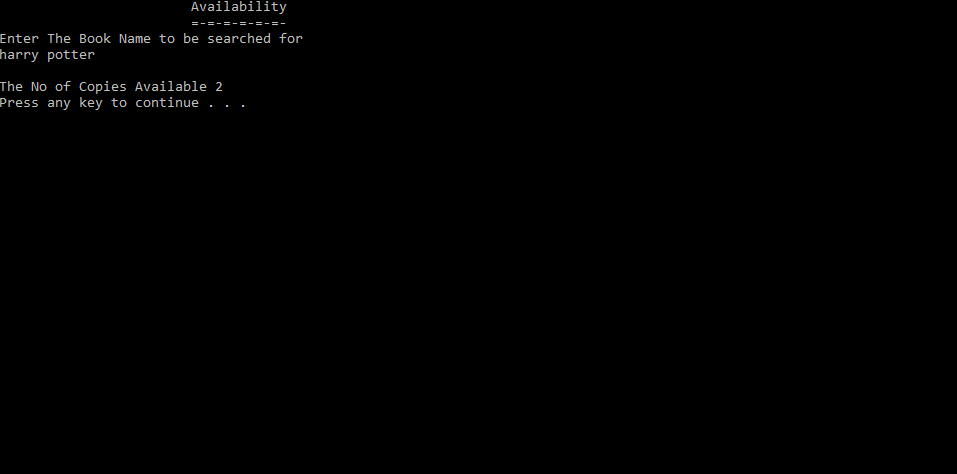 Availability
=-=-=-=-=-=-
Enter The Book Name to be searched for
harry potter
The No of Copies Available 2
Press any key to continue . . .